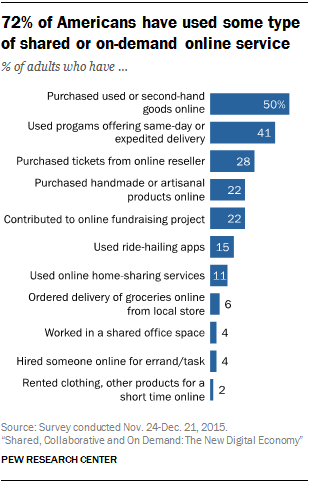 72% of Americans have used some type
of shared or on-demand online service
% of adults who have ...
Purchased used or second-hand
goods online
50%
Used progams offering same-day or
expedited delivery
41
Purchased tickets from online reseller
28
Purchased handmade or artisanal
products online
22
Contributed to online fundraising project
22
Used ride-hailing apps
15
Used online home-sharing services
11
Ordered delivery of groceries online
from local store
6
Worked in a shared office space
4
Hired someone online for errand/task
4
Rented clothing, other products for a
short time online
2
Source: Survey conducted Nov. 24-Dec. 21, 2015.
“Shared, Collaborative and On Demand: The New Digital Economy”
PEW RESEARCH CENTER